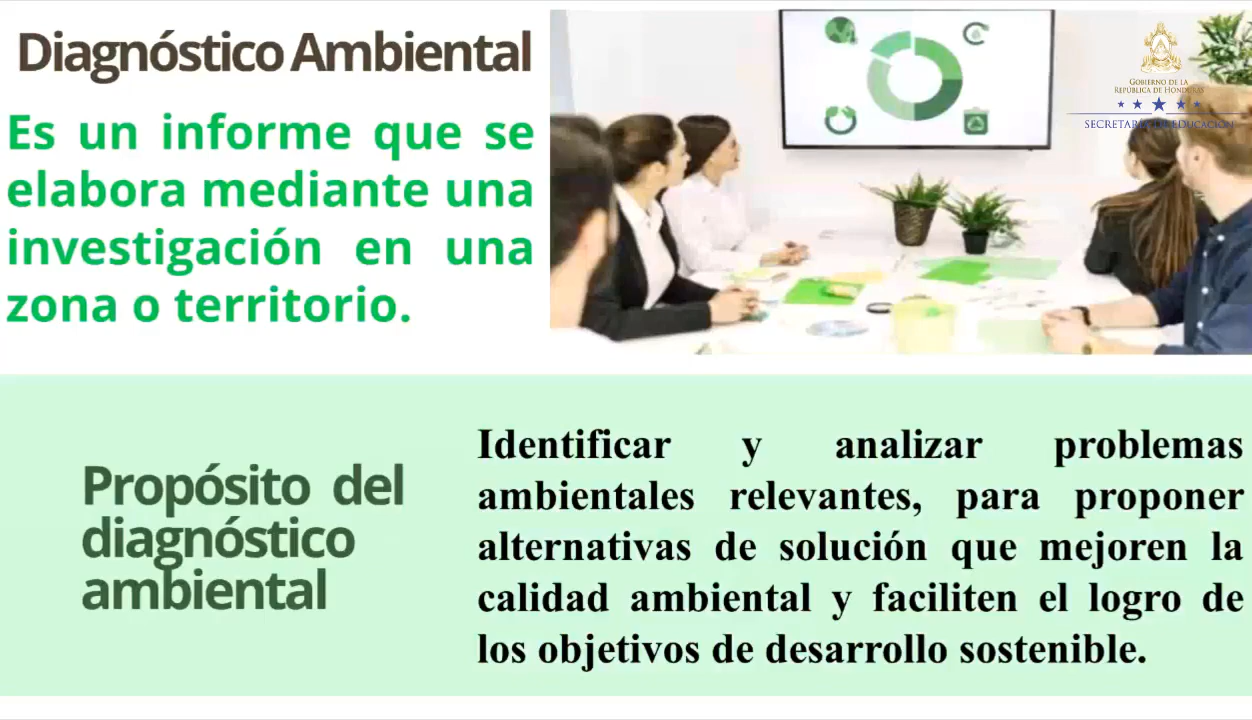 Diagnóstico Ambiental
Es un informe que se
elabora mediante una
investigación en una
zona o territorio.
GOBIERNO DE LA
REPÚBLICA DE HONDURAS
SECRETARÍA DE EDUCACIÓN
Propósito del
diagnóstico
ambiental
Identificar y analizar problemas
ambientales relevantes, para proponer
alternativas de solución que mejoren la
calidad ambiental y faciliten el logro de
los objetivos de desarrollo sostenible.